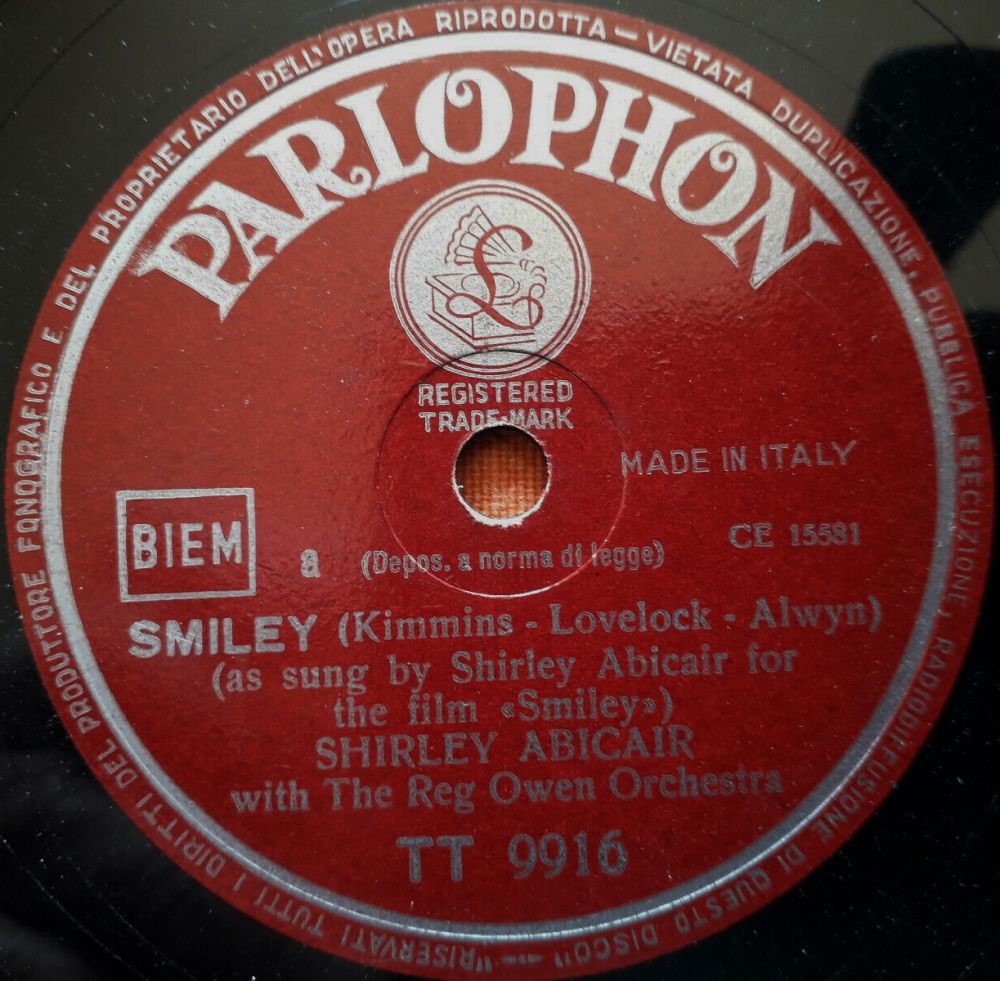 "RISERVATI TUTTI I DIRITTI DEL PRODUTTORE FONOGRAFICO E DEL PROPRIETARIO DELL'OPERA RIPRODOTTA — VIETATA DUPLICAZIONE, PUBBLICA ESECUZIONE, RADIODIFFUSIONE DI QUESTO DISCO" —
PARLOPHON
£
REGISTERED
TRADE-MARK
MADE IN ITALY
BIEM
a (Depos. a norma di legge) CE 15581
SMILEY (Kimmins - Lovelock - Alwyn)
(as sung by Shirley Abicair for
the film «Smiley»)
SHIRLEY ABICAIR
with The Reg Owen Orchestra
TT 9916